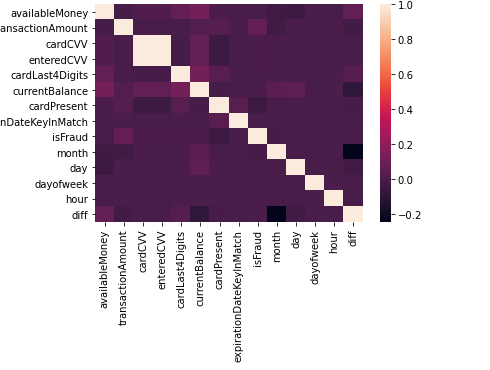 availableMoney
ransactionAmount
cardCVV
enteredCVV
cardLast4Digits
currentBalance
cardPresent
nDateKeyInMatch
isFraud
month
day
dayofweek
hour
diff
availableMoney
transactionAmount
cardCVV
enteredCVV
cardLast4Digits
currentBalance
cardPresent
expirationDateKeyInMatch
isFraud
month
day
dayofweek
hour
diff
1.0
0.8
0.6
0.4
0.2
0.0
−0.2